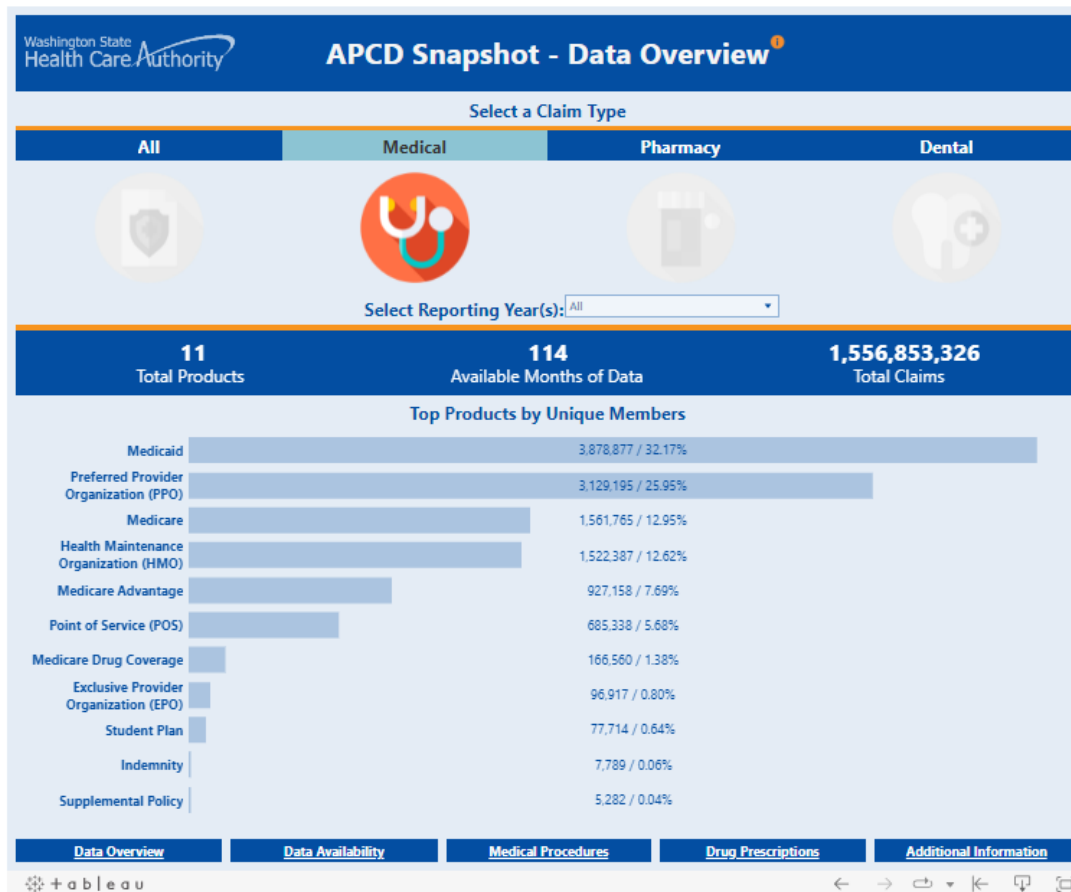 Washington State
Health Care Authority
APCD Snapshot - Data Overview
Select a Claim Type
All Medical Pharmacy Dental
Select Reporting Year(s): All
11 114 1,556,853,326
Total Products Available Months of Data Total Claims
Top Products by Unique Members
Medicaid 3,878,877 / 32.17%
Preferred Provider
Organization (PPO) 3,129,195 / 25.95%
Medicare 1,561,765 / 12.95%
Health Maintenance
Organization (HMO) 1,522,387 / 12.62%
Medicare Advantage 927,158 / 7.69%
Point of Service (POS) 685,338 / 5.68%
Medicare Drug Coverage 166,560 / 1.38%
Exclusive Provider
Organization (EPO) 96,917 / 0.80%
Student Plan 77,714 / 0.64%
Indemnity 7,789 / 0.06%
Supplemental Policy 5,282 / 0.04%
Data Overview Data Availability Medical Procedures Drug Prescriptions Additional Information
+ableau